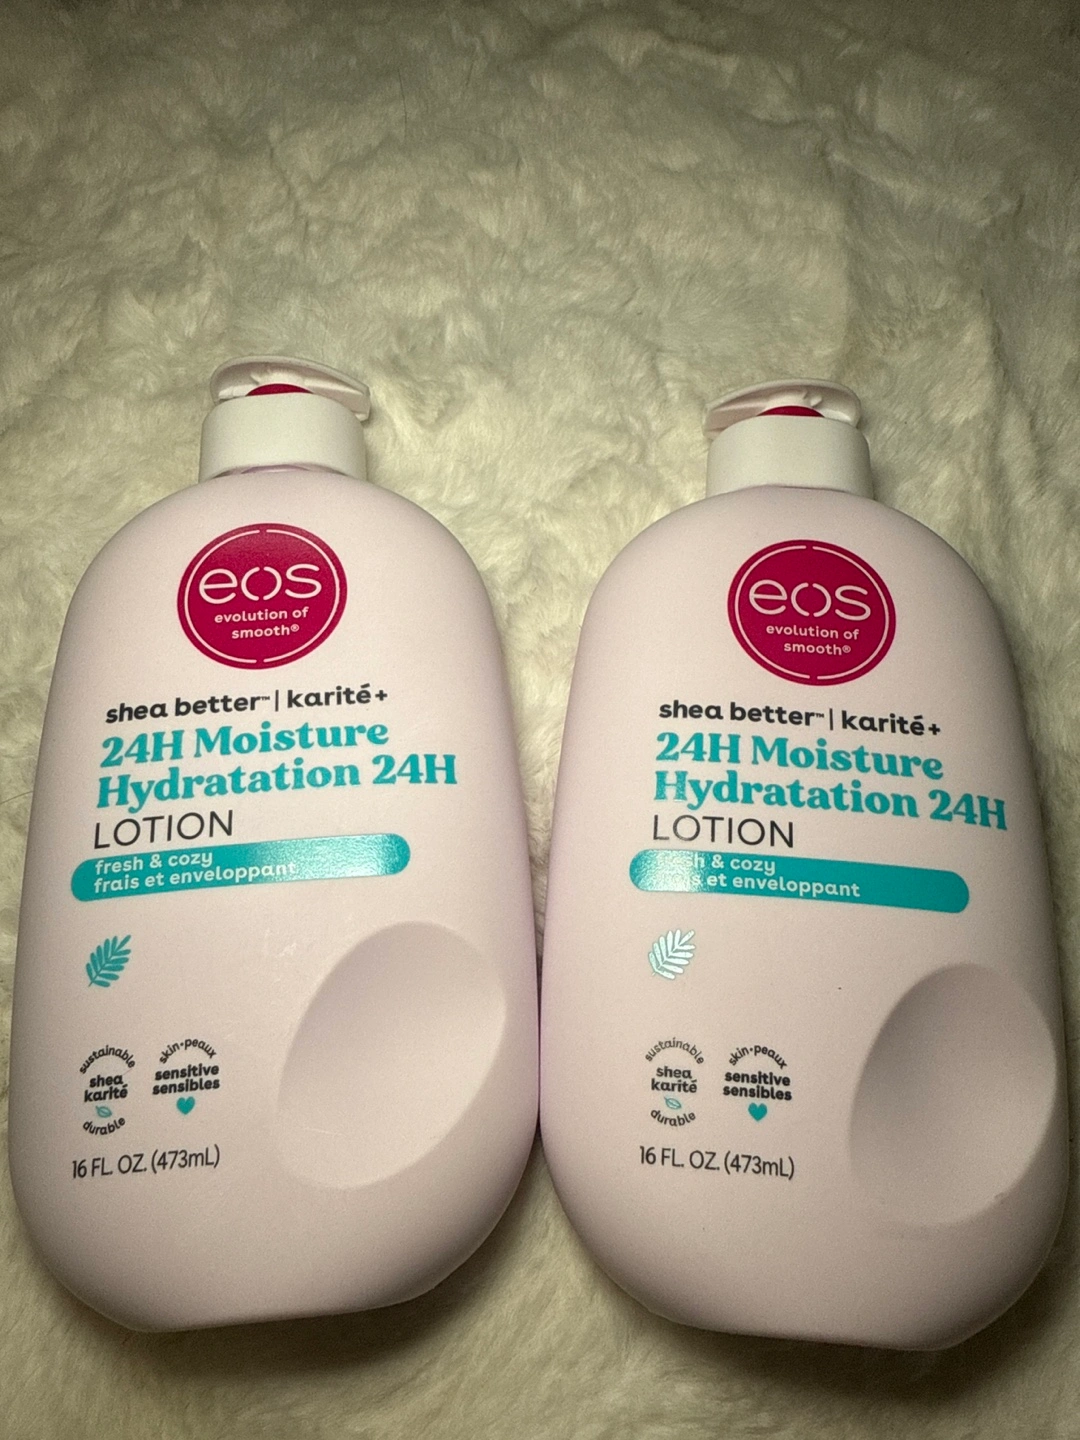 eos
evolution of
smooth®
shea better™ | karité+
24H Moisture
Hydratation 24H
LOTION
fresh & cozy
frais et enveloppant
sustainable
shea
karité
durable
skin•peaux
sensitive
sensibles
16 FL. OZ. (473mL)
eos
evolution of
smooth®
shea better™ | karité+
24H Moisture
Hydratation 24H
LOTION
fresh & cozy
frais et enveloppant
sustainable
shea
karité
durable
skin•peaux
sensitive
sensibles
16 FL. OZ. (473mL)